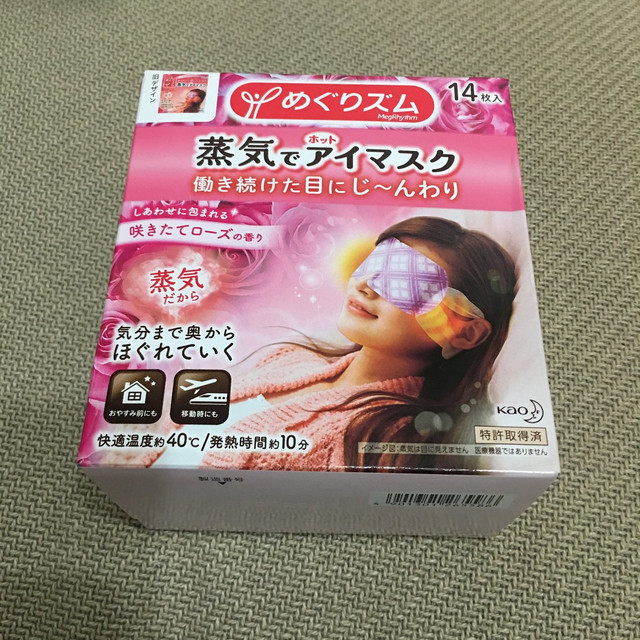 旧デザイン
めぐりズム
MegRhythm
14枚入
蒸気でホットアイマスク
働き続けた目にじ～んわり
しあわせに包まれる
咲きたてローズの香り
蒸気
だから
気分まで奥から
ほぐれていく
おやすみ前にも
移動時にも
快適温度約40℃/発熱時間約10分
Kao
特許取得済
イメージ図:蒸気は目に見えません 医療機器ではありません